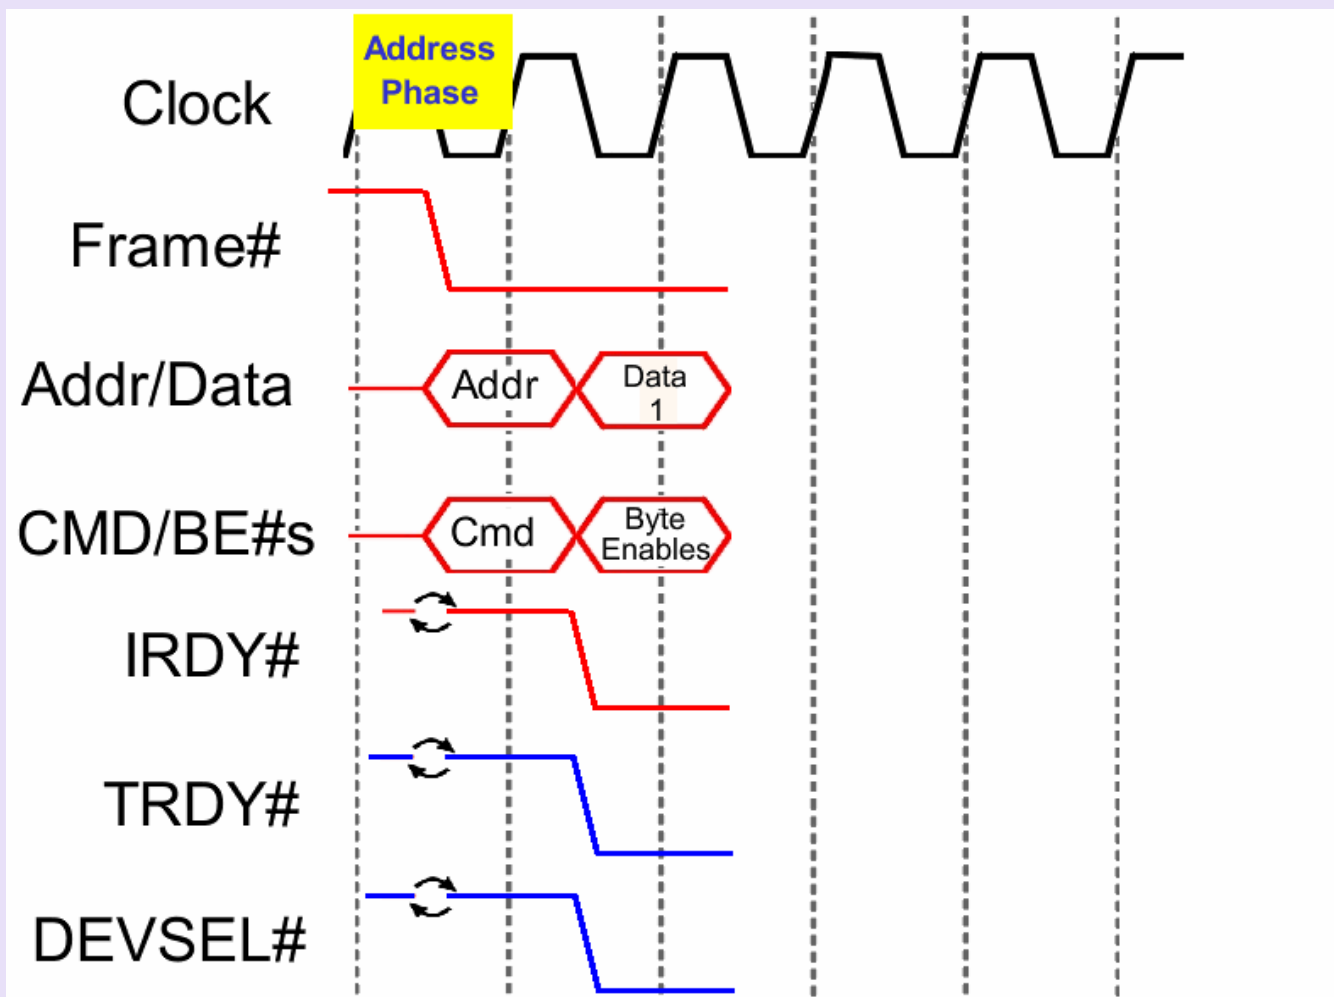 Address
Phase
Clock
Frame#
Addr/Data
Addr
Data
1
CMD/BE#s
Cmd
Byte
Enables
IRDY#
TRDY#
DEVSEL#